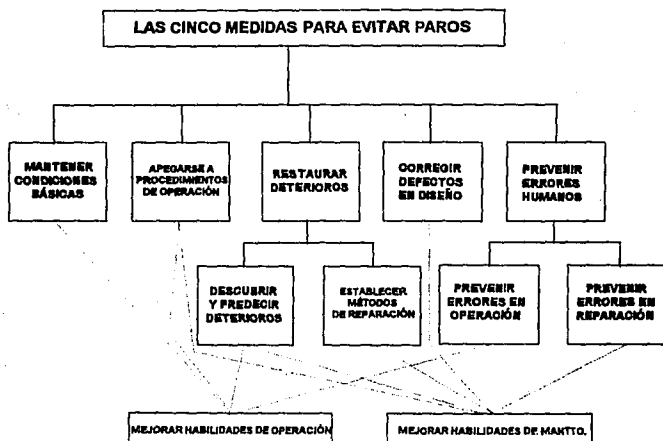 LAS CINCO MEDIDAS PARA EVITAR PAROS
MANTENER
CONDICIONES
BÁSICAS
APEGARSE A
PROCEDIMIENTOS
DE OPERACIÓN
RESTAURAR
DETERIOROS
CORREGIR
DEFECTOS
EN DISEÑO
PREVENIR
ERRORES
HUMANOS
DESCUBRIR
Y PREDECIR
DETERIOROS
ESTABLECER
MÉTODOS
DE REPARACIÓN
PREVENIR
ERRORES EN
OPERACIÓN
PREVENIR
ERRORES EN
REPARACIÓN
MEJORAR HABILIDADES DE OPERACIÓN
MEJORAR HABILIDADES DE MANTTO.